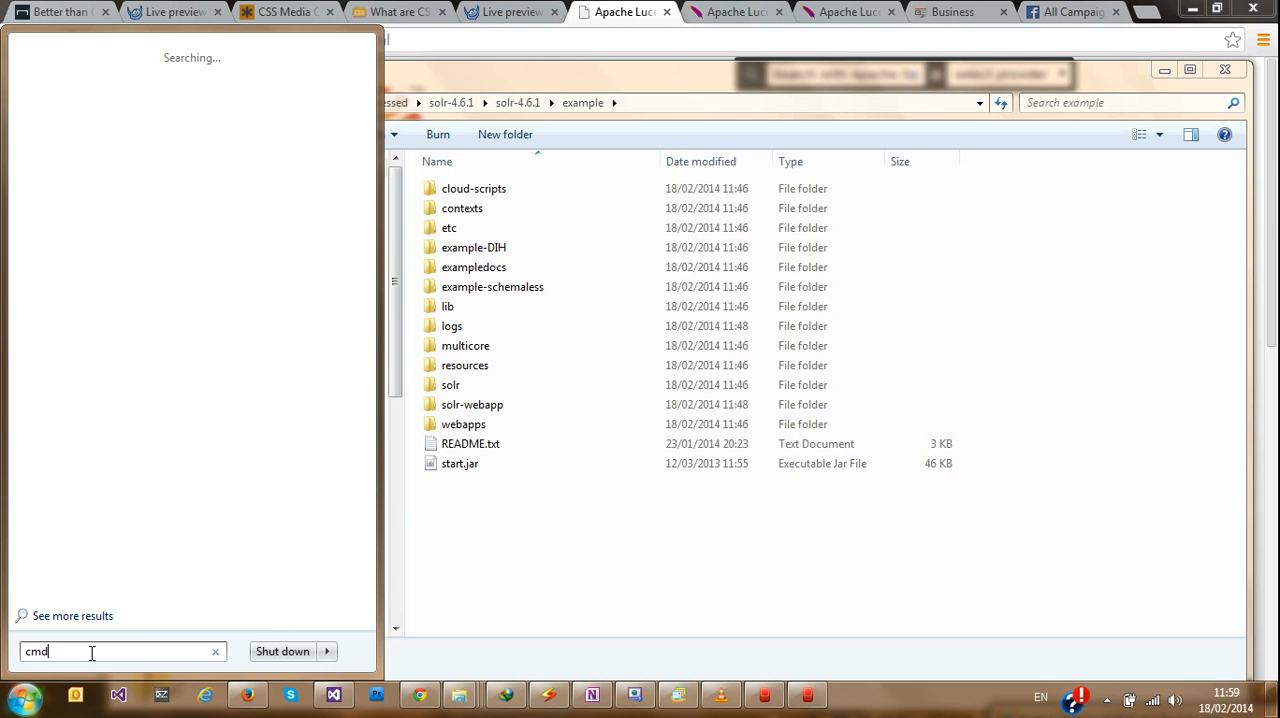 Better than
Live preview
CSS Media
What are CS
Live preview
Apache Luc
Apache Luc
Apache Luc
Business
All Campaig
Searching...
essed
solr-4.6.1
solr-4.6.1
example
Search example
Burn
New folder
Name
Date modified
Type
Size
cloud-scripts 18/02/2014 11:46 File folder
contexts 18/02/2014 11:46 File folder
etc 18/02/2014 11:46 File folder
example-DIH 18/02/2014 11:46 File folder
exampledocs 18/02/2014 11:46 File folder
example-schemaless 18/02/2014 11:46 File folder
lib 18/02/2014 11:46 File folder
logs 18/02/2014 11:48 File folder
multicore 18/02/2014 11:46 File folder
resources 18/02/2014 11:46 File folder
solr 18/02/2014 11:46 File folder
solr-webapp 18/02/2014 11:48 File folder
webapps 18/02/2014 11:46 File folder
README.txt 23/01/2014 20:23 Text Document 3 KB
start.jar 12/03/2013 11:55 Executable Jar File 46 KB
See more results
cmd
Shut down
EN
11:59
18/02/2014